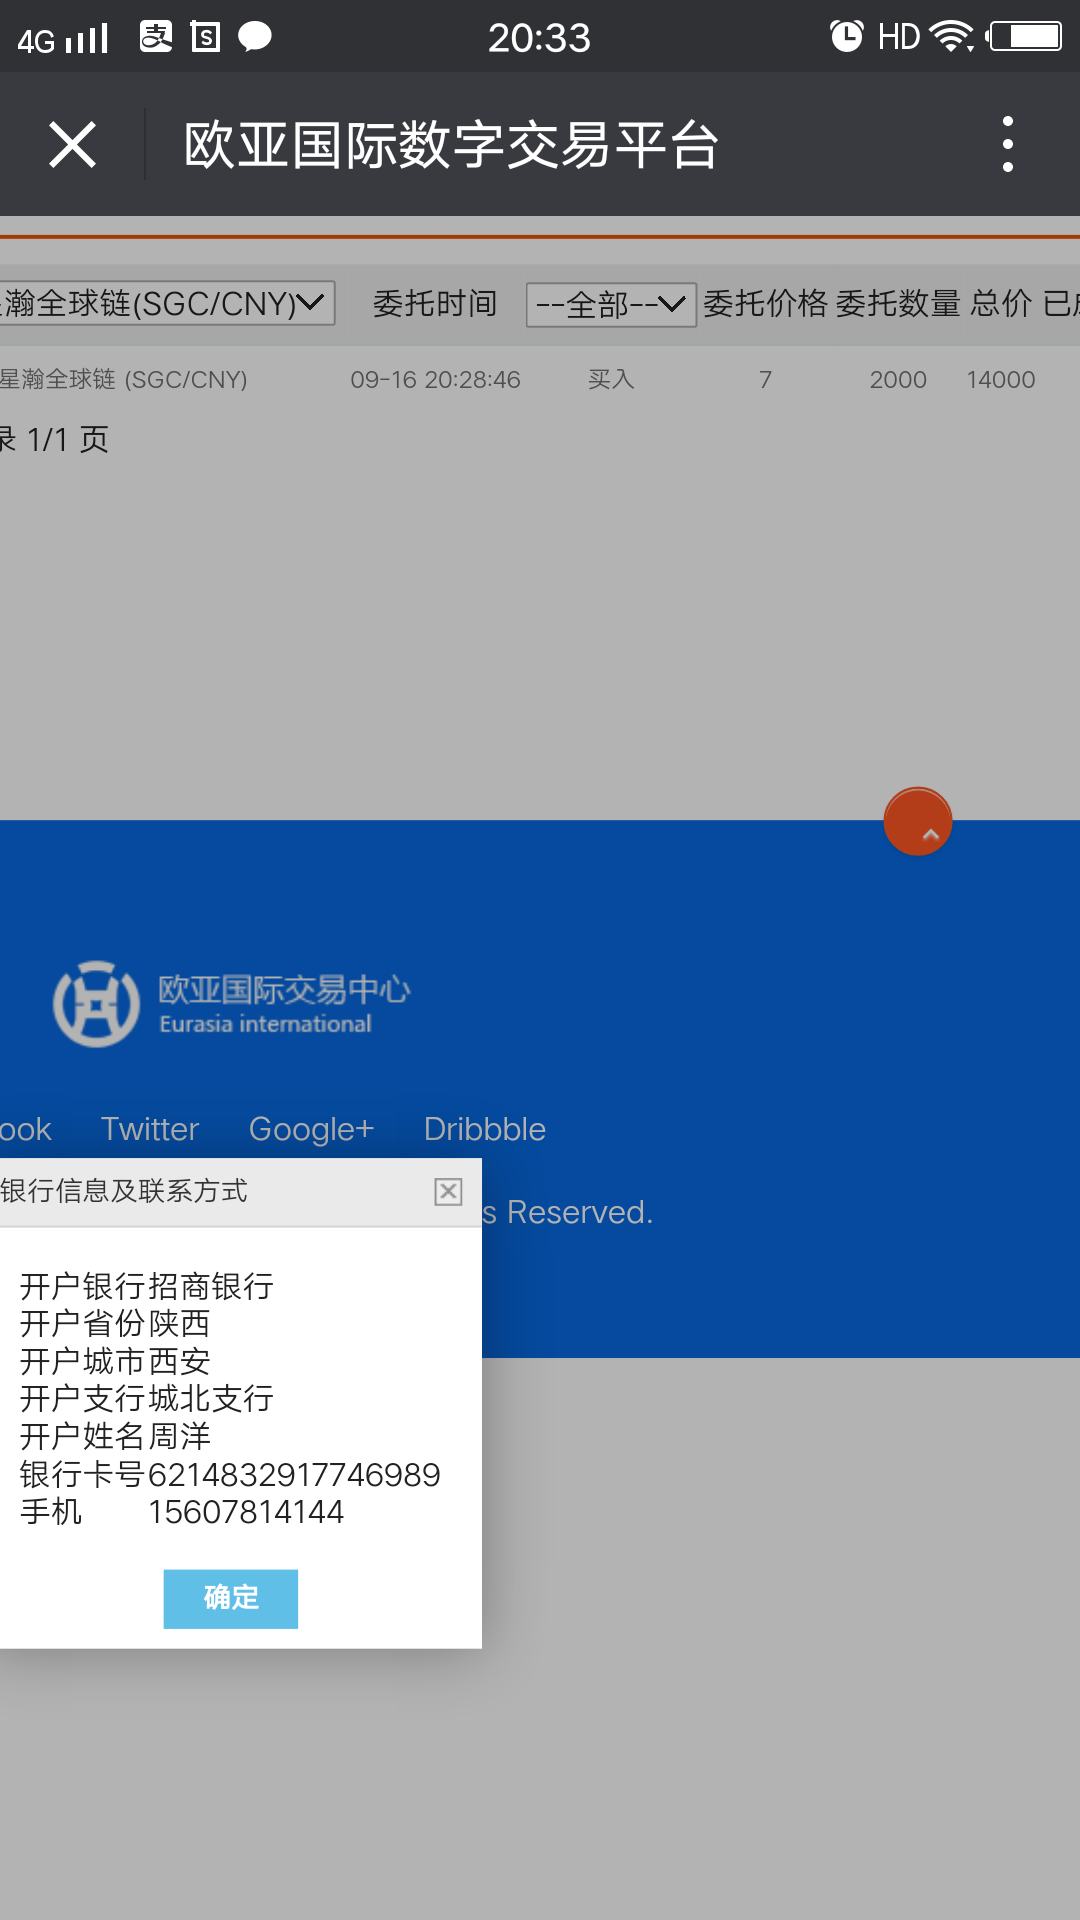 4G 20:33 HD
欧亚国际数字交易平台
瀚全球链(SGC/CNY) 委托时间 --全部-- 委托价格 委托数量 总价 已
星瀚全球链 (SGC/CNY) 09-16 20:28:46 买入 7 2000 14000
录 1/1 页
欧亚国际交易中心
Eurasia international
ook Twitter Google+ Dribbble
银行信息及联系方式
s Reserved.
开户银行招商银行
开户省份陕西
开户城市西安
开户支行城北支行
开户姓名周洋
银行卡号6214832917746989
手机 15607814144
确定